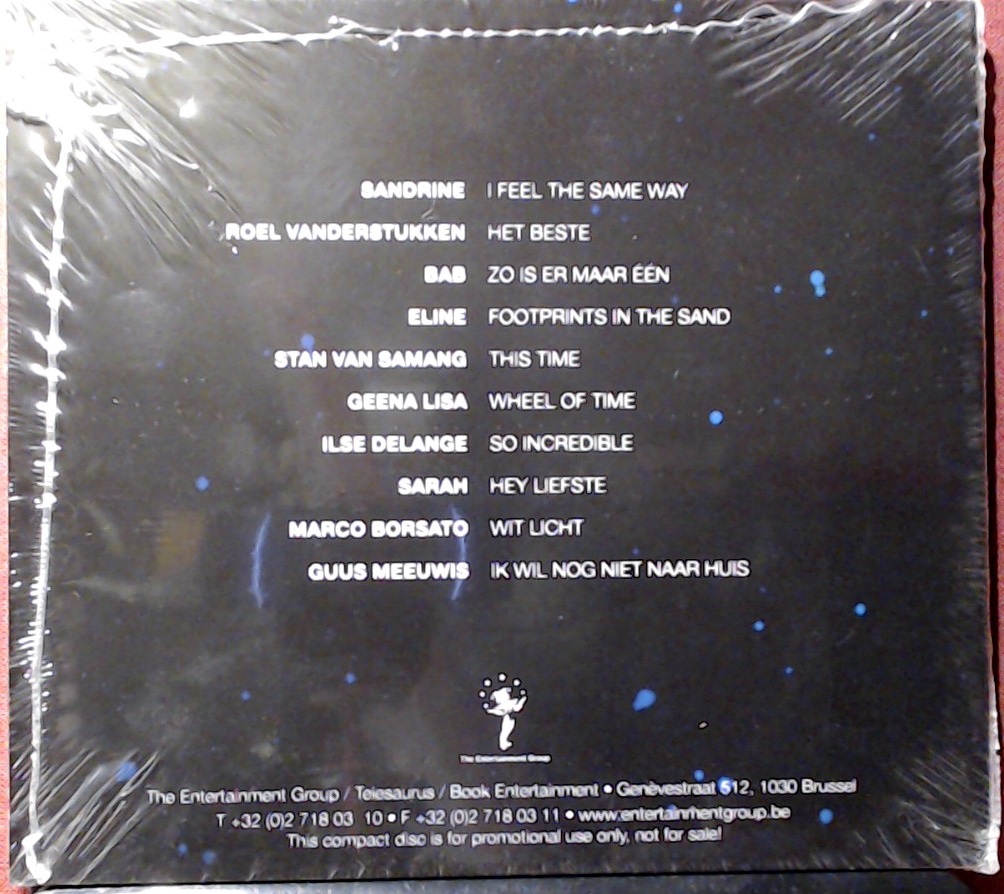 SANDRINE I FEEL THE SAME WAY
ROEL VANDERSTUKKEN HET BESTE
BAB ZO IS ER MAAR ÉÉN
ELINE FOOTPRINTS IN THE SAND
STAN VAN SAMANG THIS TIME
GEENA LISA WHEEL OF TIME
ILSE DELANGE SO INCREDIBLE
SARAH HEY LIEFSTE
MARCO BORSATO WIT LICHT
GUUS MEEUWIS IK WIL NOG NIET NAAR HUIS
The Entertainment Group
The Entertainment Group / Telesaurus / Book Entertainment • Genèvestraat 512, 1030 Brussel
T +32 (0)2 718 03 10 • F +32 (0)2 718 03 11 • www.entertainmentgroup.be
This compact disc is for promotional use only, not for sale!